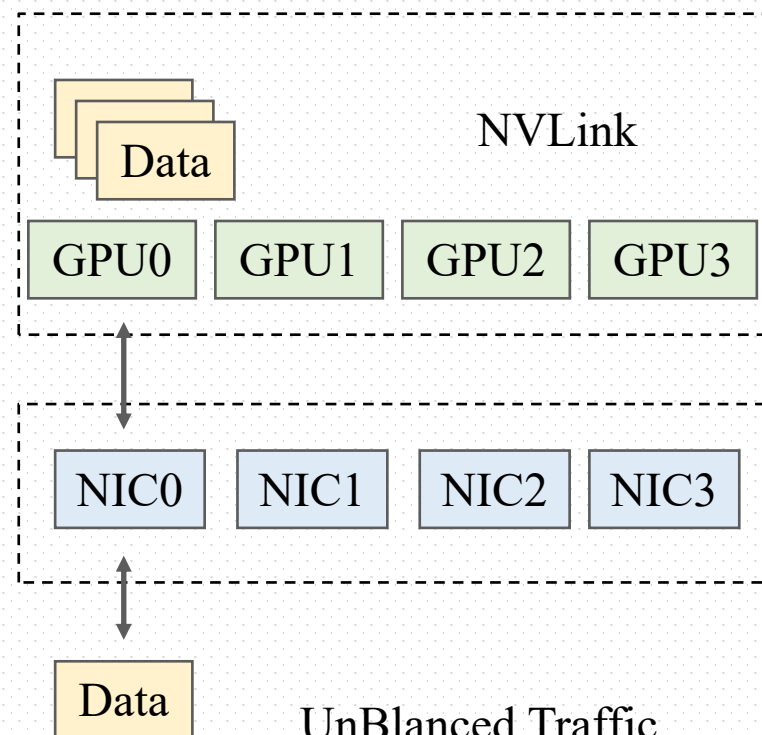 NVLink
Data
GPU0 GPU1 GPU2 GPU3
NIC0 NIC1 NIC2 NIC3
Data
UnBlanced Traffic